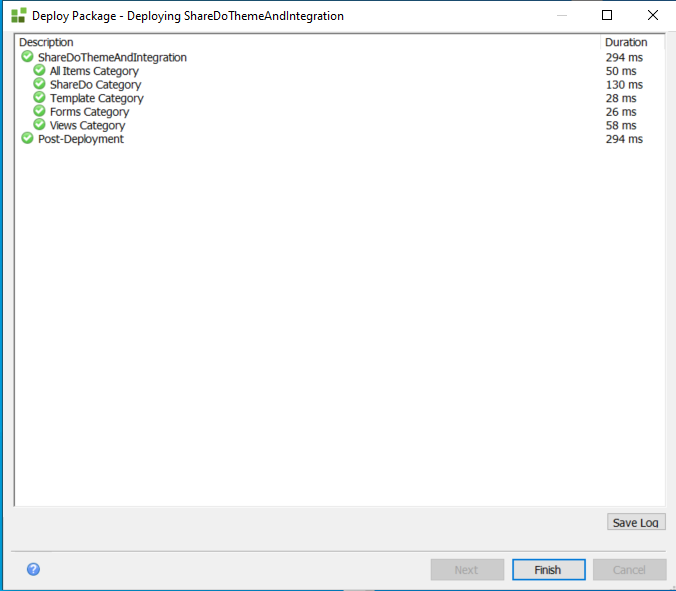 Deploy Package - Deploying ShareDoThemeAndIntegration
Description Duration
ShareDoThemeAndIntegration 294 ms
All Items Category 50 ms
ShareDo Category 130 ms
Template Category 28 ms
Forms Category 26 ms
Views Category 58 ms
Post-Deployment 294 ms
Save Log
? Next Finish Cancel